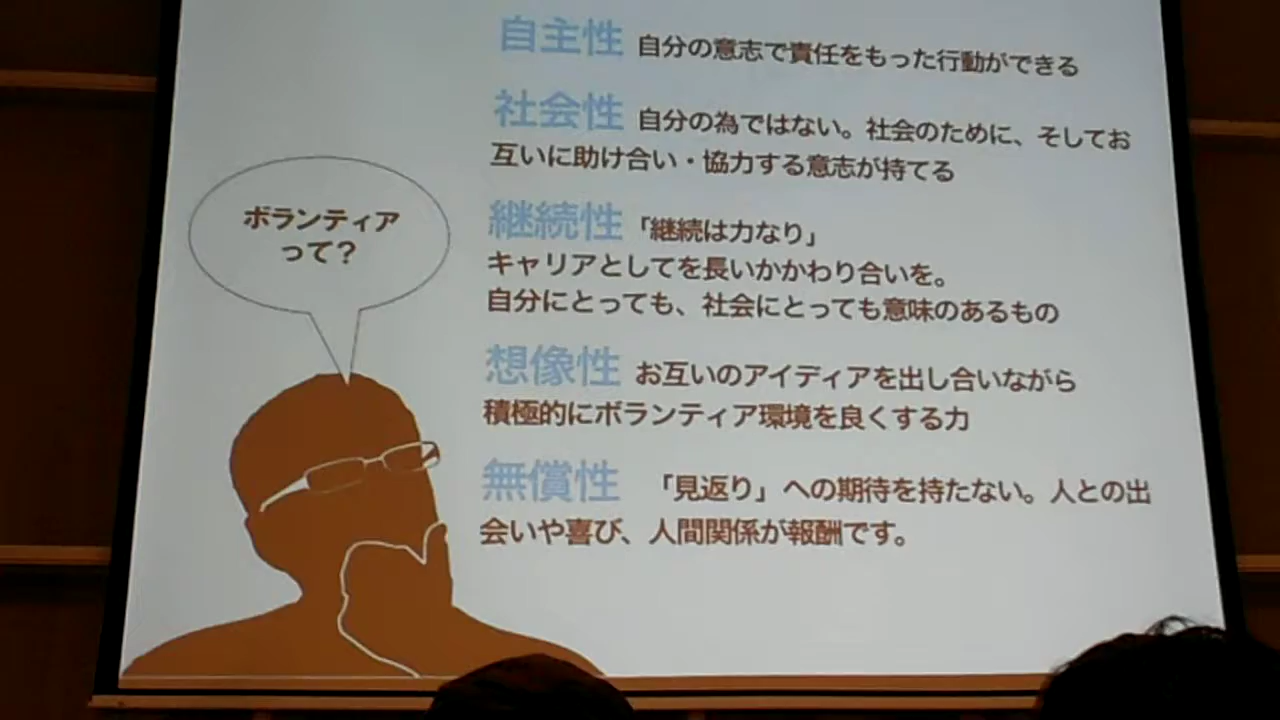 ボランティア
って？
自主性 自分の意志で責任をもった行動ができる
社会性 自分の為ではない。社会のために、そしてお
互いに助け合い・協力する意志が持てる
継続性 「継続は力なり」
キャリアとしてを長いかかわり合いを。
自分にとっても、社会にとっても意味のあるもの
想像性 お互いのアイディアを出し合いながら
積極的にボランティア環境を良くする力
無償性 「見返り」への期待を持たない。人との出
会いや喜び、人間関係が報酬です。